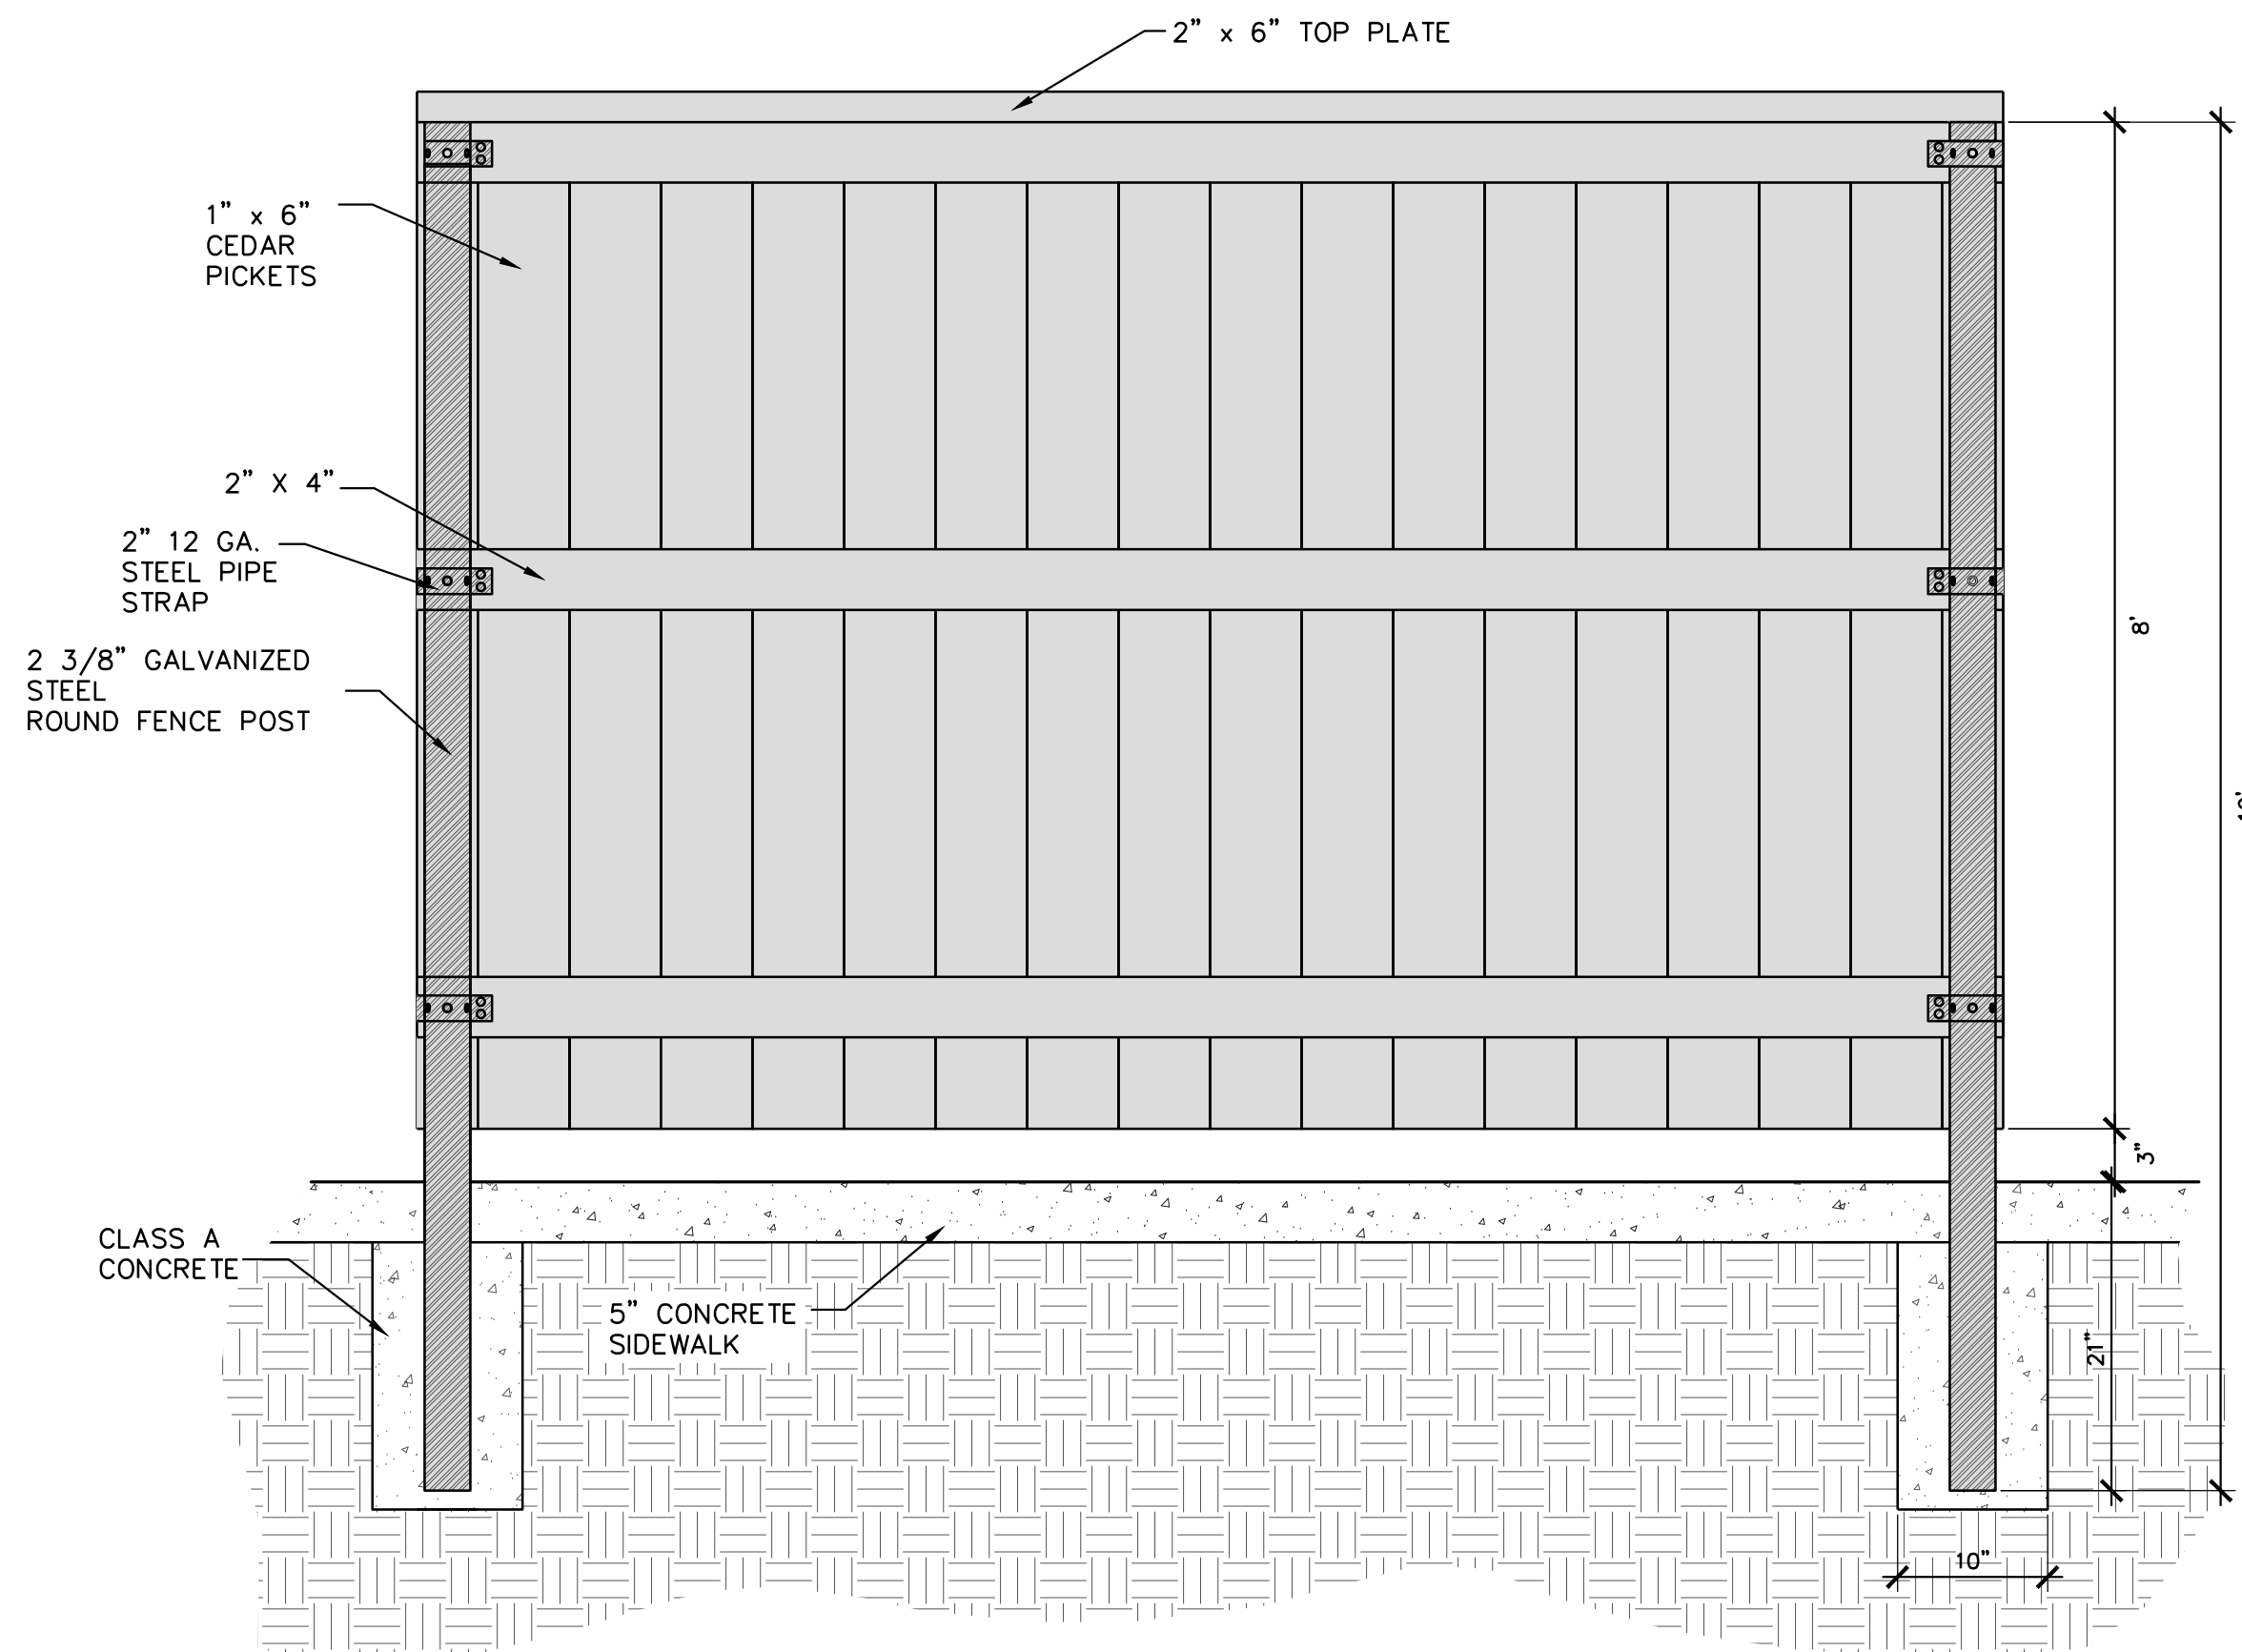 2” x 6” TOP PLATE
1” x 6”
CEDAR
PICKETS
2” X 4”
2” 12 GA.
STEEL PIPE
STRAP
2 3/8” GALVANIZED
STEEL
ROUND FENCE POST
8'
3”
CLASS A
CONCRETE
5” CONCRETE
SIDEWALK
21”
10”